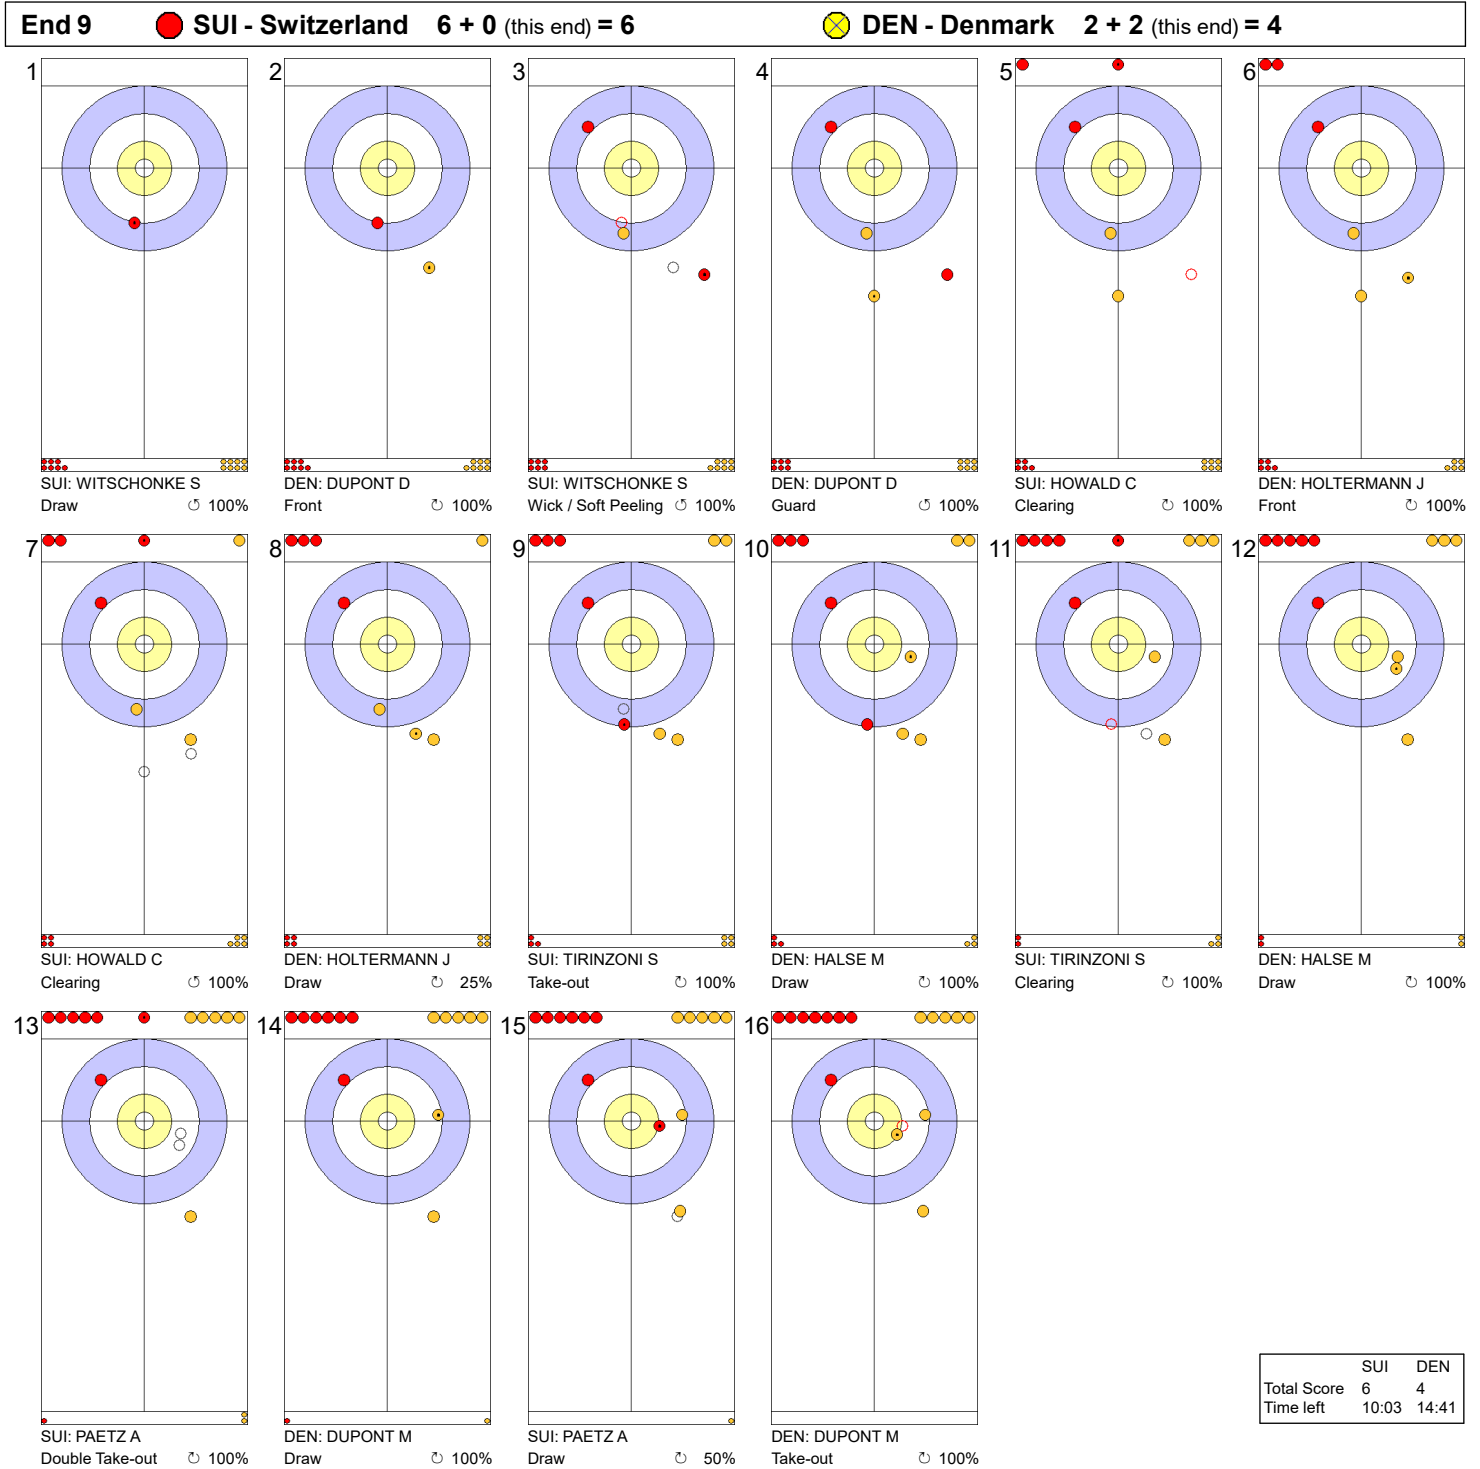 End 9 SUI - Switzerland 6 + 0 (this end) = 6 DEN - Denmark 2 + 2 (this end) = 4
1 2 3 4 5 6
SUI: WITSCHONKE S DEN: DUPONT D SUI: WITSCHONKE S DEN: DUPONT D SUI: HOWALD C DEN: HOLTERMANN J
Draw ↺ 100% Front ↻ 100% Wick / Soft Peeling ↺ 100% Guard ↻ 100% Clearing ↻ 100% Front ↻ 100%
7 8 9 10 11 12
SUI: HOWALD C DEN: HOLTERMANN J SUI: TIRINZONI S DEN: HALSE M SUI: TIRINZONI S DEN: HALSE M
Clearing ↺ 100% Draw ↻ 25% Take-out ↻ 100% Draw ↻ 100% Clearing ↻ 100% Draw ↻ 100%
13 14 15 16
SUI: PAETZ A DEN: DUPONT M SUI: PAETZ A DEN: DUPONT M
Double Take-out ↻ 100% Draw ↻ 100% Draw ↻ 50% Take-out ↻ 100%
SUI DEN
Total Score 6 4
Time left 10:03 14:41